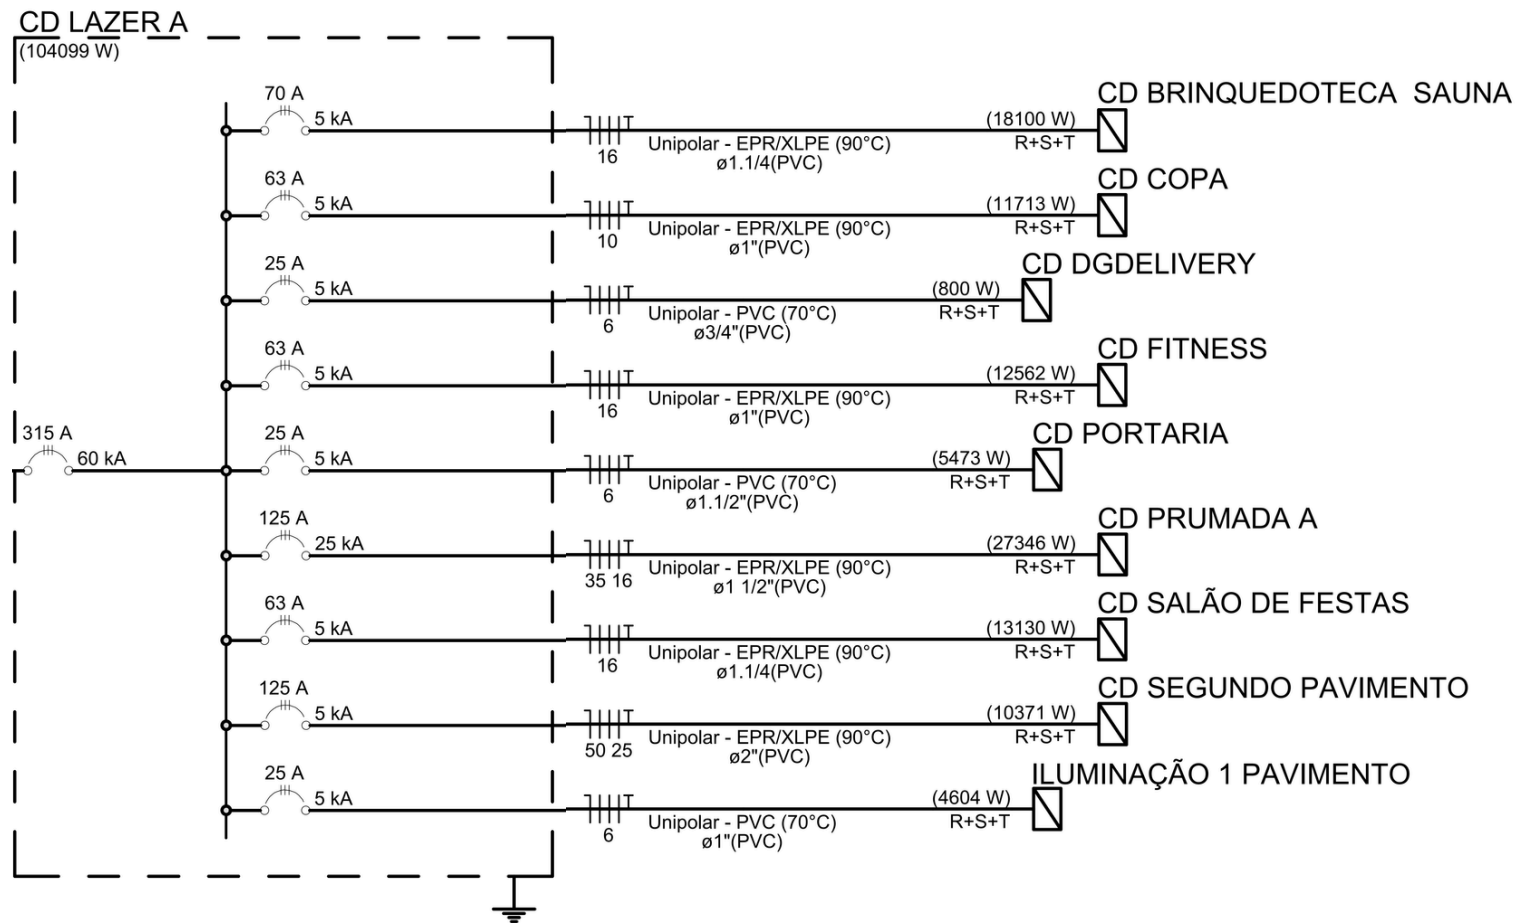 CD LAZER A
(104099 W)
70 A
5 kA
16
Unipolar - EPR/XLPE (90°C)
ø1.1/4(PVC)
(18100 W)
R+S+T
CD BRINQUEDOTECA  SAUNA
63 A
5 kA
10
Unipolar - EPR/XLPE (90°C)
ø1"(PVC)
(11713 W)
R+S+T
CD COPA
25 A
5 kA
6
Unipolar - PVC (70°C)
ø3/4"(PVC)
(800 W)
R+S+T
CD DGDELIVERY
63 A
5 kA
16
Unipolar - EPR/XLPE (90°C)
ø1"(PVC)
(12562 W)
R+S+T
CD FITNESS
315 A
60 kA
25 A
5 kA
6
Unipolar - PVC (70°C)
ø1.1/2"(PVC)
(5473 W)
R+S+T
CD PORTARIA
125 A
25 kA
35 16
Unipolar - EPR/XLPE (90°C)
ø1 1/2"(PVC)
(27346 W)
R+S+T
CD PRUMADA A
63 A
5 kA
16
Unipolar - EPR/XLPE (90°C)
ø1.1/4(PVC)
(13130 W)
R+S+T
CD SALÃO DE FESTAS
125 A
5 kA
50 25
Unipolar - EPR/XLPE (90°C)
ø2"(PVC)
(10371 W)
R+S+T
CD SEGUNDO PAVIMENTO
25 A
5 kA
6
Unipolar - PVC (70°C)
ø1"(PVC)
(4604 W)
R+S+T
ILUMINAÇÃO 1 PAVIMENTO